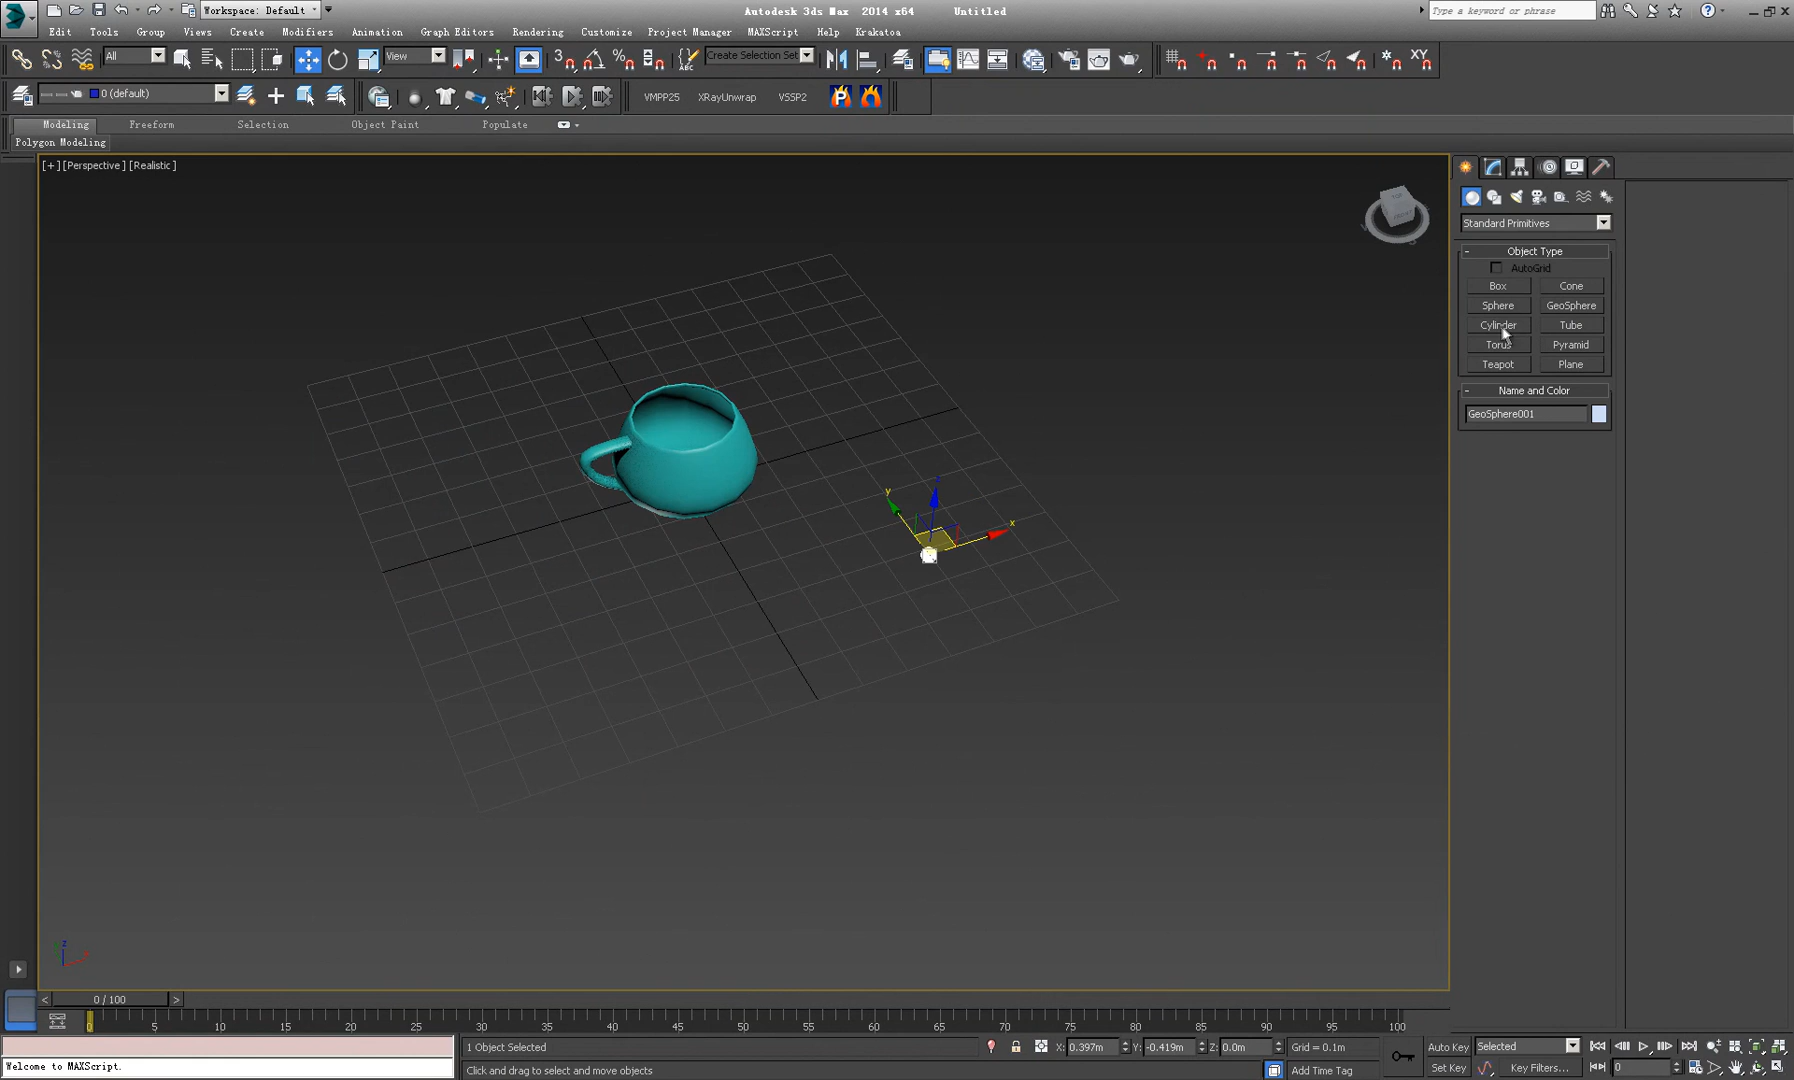 Workspace: Default
Autodesk 3ds Max 2014 x64 Untitled
Type a keyword or phrase
Edit Tools Group Views Create Modifiers Animation Graph Editors Rendering Customize Project Manager MAXScript Help Krakatoa
All View 3 Create Selection Set XY
0 (default) VMPP25 XRayUnwrap VSSP2
Modeling Freeform Selection Object Paint Populate
Polygon Modeling
[+] [Perspective] [Realistic]
Standard Primitives
- Object Type
AutoGrid
Box Cone
Sphere GeoSphere
Cylinder Tube
Torus Pyramid
Teapot Plane
- Name and Color
GeoSphere001
z
y
x
z
< 0 / 100 >
0 5 10 15 20 25 30 35 40 45 50 55 60 65 70 75 80 85 90 95 100
1 Object Selected X: 0.397m Y: -0.419m Z: 0.0m Grid = 0.1m Auto Key Selected
Welcome to MAXScript. Click and drag to select and move objects Add Time Tag Set Key Key Filters... 0